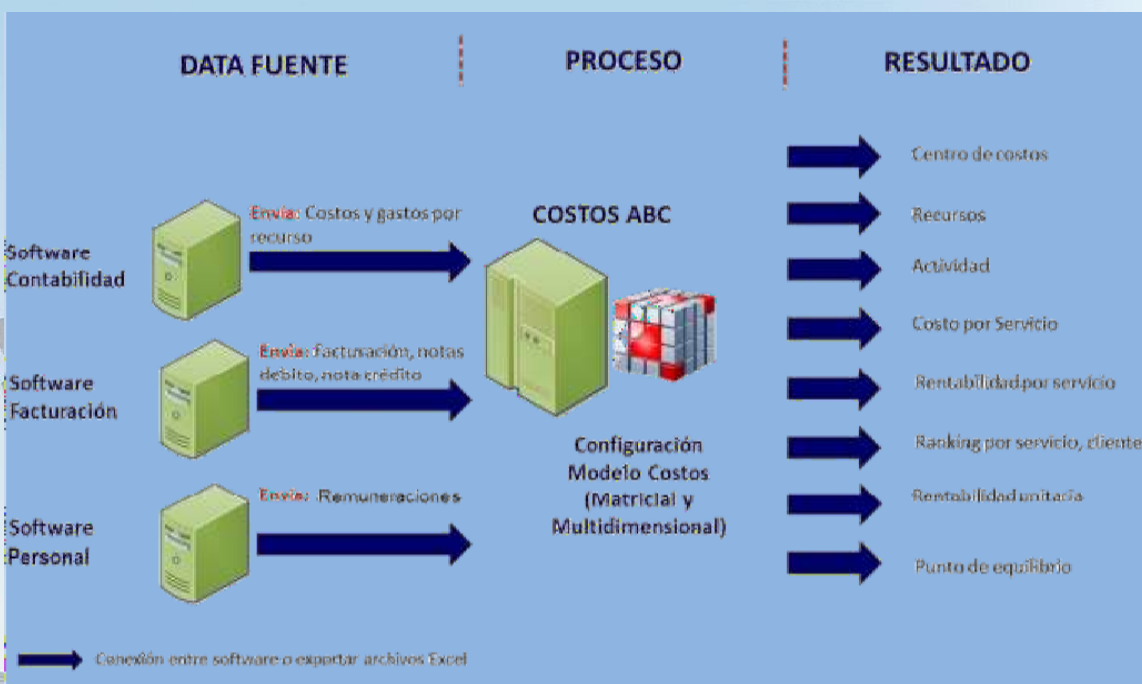 DATA FUENTE
PROCESO
RESULTADO
Software
Contabilidad
Envía: Costos y gastos por
recurso
Software
Facturación
Envía: Facturación, notas
debito, nota crédito
Software
Personal
Envía: Remuneraciones
COSTOS ABC
Configuración
Modelo Costos
(Matricial y
Multidimensional)
Centro de costos
Recursos
Actividad
Costo por Servicio
Rentabilidad por servicio
Ranking por servicio, cliente
Rentabilidad unitaria
Punto de equilibrio
Conexión entre software o exportar archivos Excel